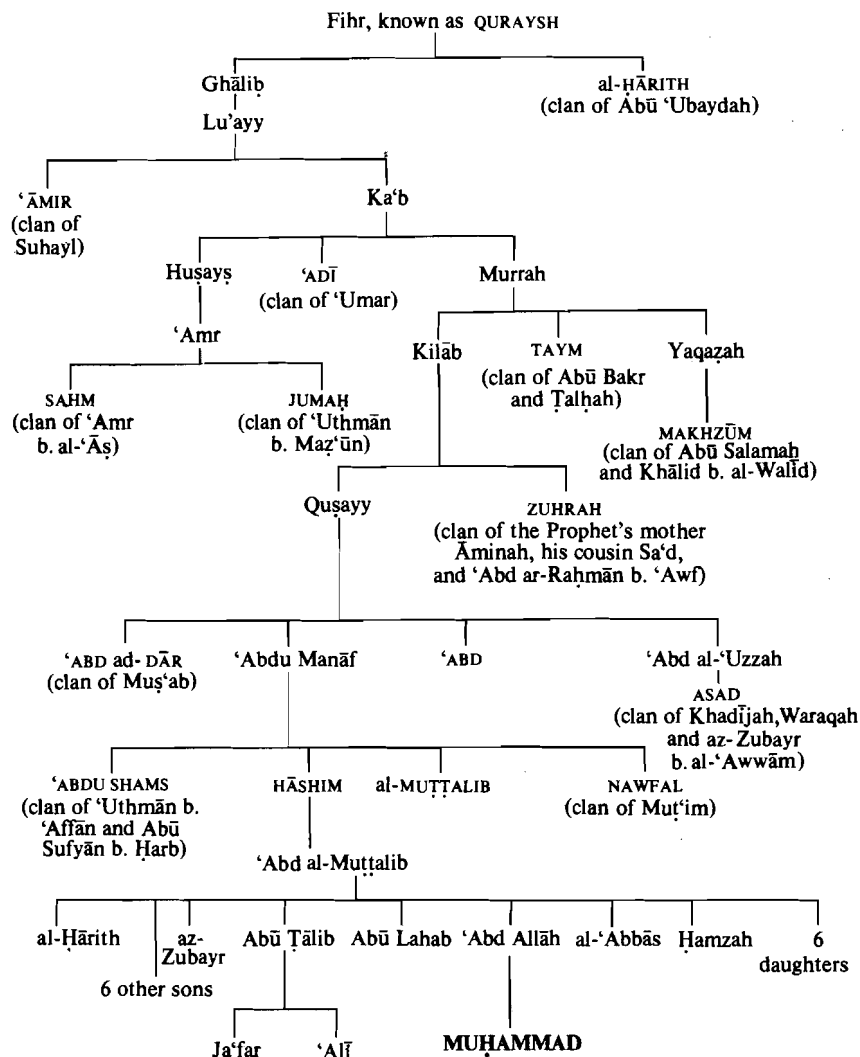 Fihr, known as QURAYSH
Ghālib
al-ḤĀRITH
(clan of Abū ‘Ubaydah)
Lu’ayy
‘ĀMIR
(clan of
Suhayl)
Ka‘b
Huṣayṣ
‘ADĪ
(clan of ‘Umar)
Murrah
‘Amr
Kilāb
TAYM
(clan of Abū Bakr
and Ṭalḥah)
Yaqaẓah
SAHM
(clan of ‘Amr
b. al-‘Āṣ)
JUMAḤ
(clan of ‘Uthmān
b. Maẓ‘ūn)
MAKHZŪM
(clan of Abū Salamah
and Khālid b. al-Walīd)
Quṣayy
ZUHRAH
(clan of the Prophet's mother
Āminah, his cousin Sa‘d,
and ‘Abd ar-Raḥmān b. ‘Awf)
‘ABD ad-DĀR
(clan of Muṣ‘ab)
‘Abdu Manāf
‘ABD
‘Abd al-‘Uzzah
ASAD
(clan of Khadījah, Waraqah
and az-Zubayr
b. al-‘Awwām)
‘ABDU SHAMS
(clan of ‘Uthmān b.
‘Affān and Abū
Sufyān b. Ḥarb)
HĀSHIM
al-MUṬṬALIB
NAWFAL
(clan of Muṭ‘im)
‘Abd al-Muṭṭalib
al-Ḥārith
6 other sons
az-
Zubayr
Abū Ṭālib
Abū Lahab
‘Abd Allāh
al-‘Abbās
Ḥamzah
6
daughters
Ja‘far
‘Alī
MUḤAMMAD